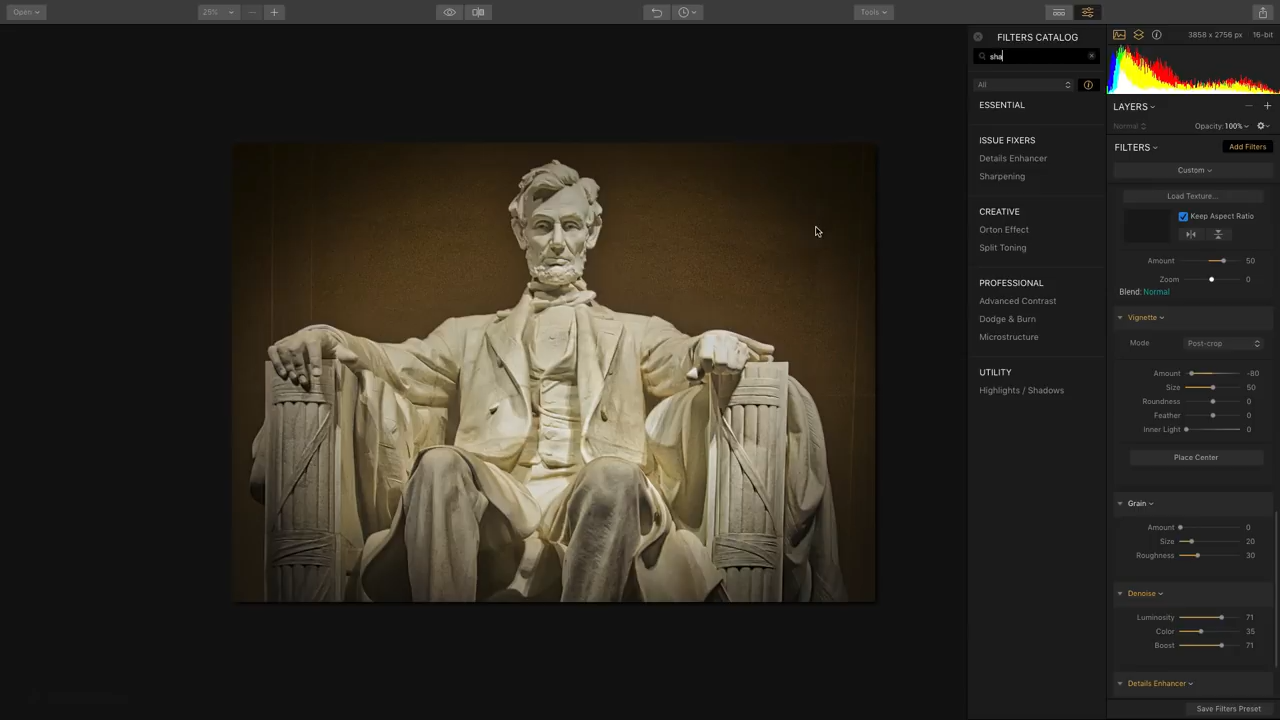 Open
25%
Tools
FILTERS CATALOG
sha
All
ESSENTIAL
ISSUE FIXERS
Details Enhancer
Sharpening
CREATIVE
Orton Effect
Split Toning
PROFESSIONAL
Advanced Contrast
Dodge & Burn
Microstructure
UTILITY
Highlights / Shadows
3858 x 2756 px 16-bit
LAYERS
Normal Opacity: 100%
FILTERS Add Filters
Custom
Load Texture...
Keep Aspect Ratio
Amount 50
Zoom 0
Blend: Normal
Vignette
Mode Post-crop
Amount -80
Size 50
Roundness 0
Feather 0
Inner Light 0
Place Center
Grain
Amount 0
Size 20
Roughness 30
Denoise
Luminosity 71
Color 35
Boost 71
Details Enhancer
Save Filters Preset